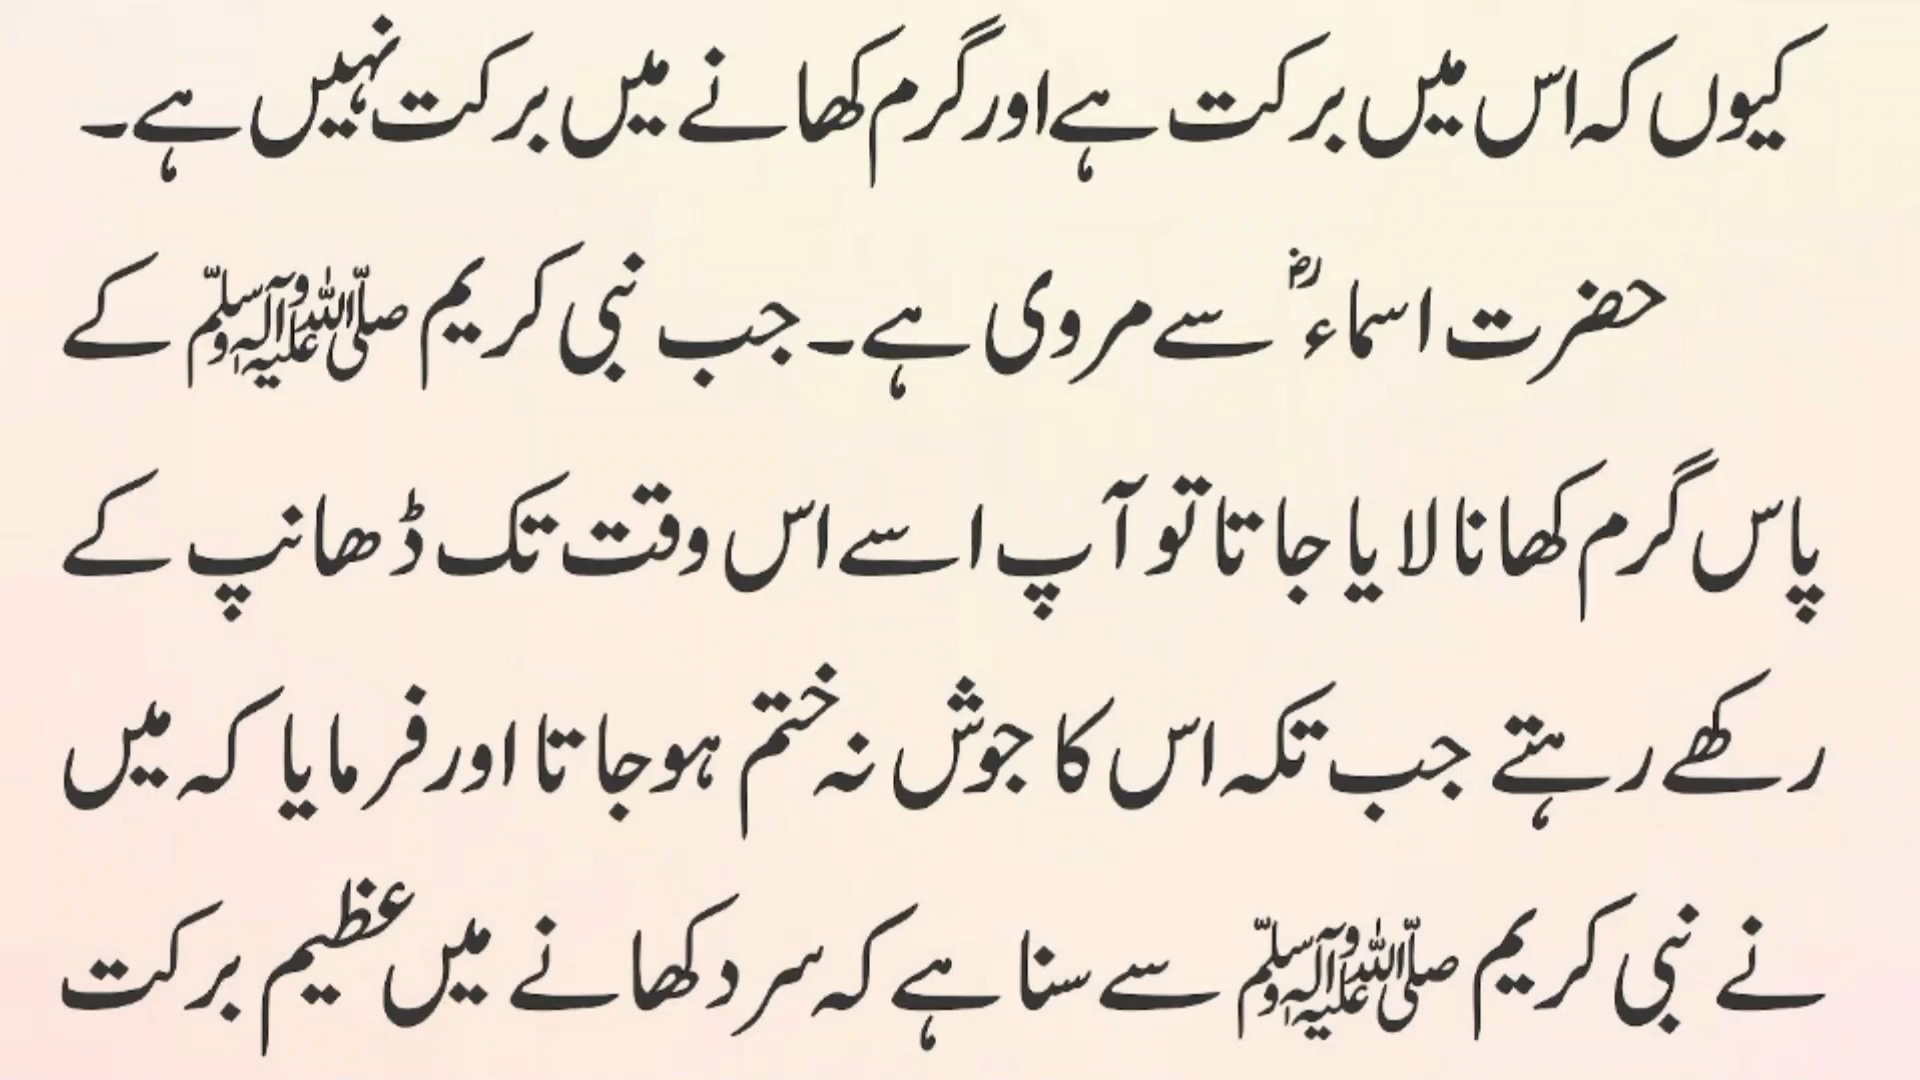 کیوں کہ اس میں برکت ہے اور گرم کھانے میں برکت نہیں ہے۔
حضرت اسماءؓ سے مروی ہے۔ جب نبی کریم صلی اللہ علیہ وآلہ وسلم کے
پاس گرم کھانا لایا جاتا تو آپ اسے اس وقت تک ڈھانپ کے
رکھے رہتے جب تکہ اس کا جوش نہ ختم ہو جاتا اور فرمایا کہ میں
نے نبی کریم صلی اللہ علیہ وآلہ وسلم سے سنا ہے کہ سرد کھانے میں عظیم برکت